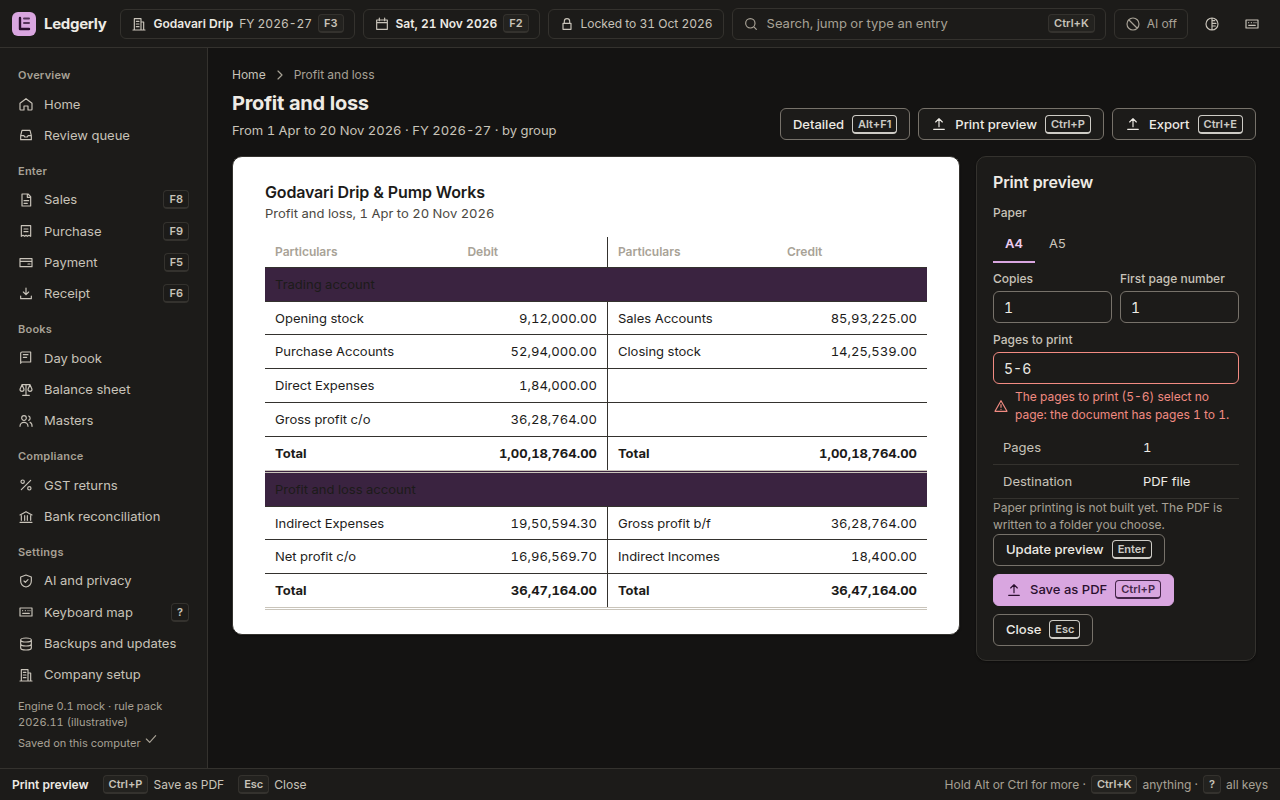 Ledgerly
Godavari Drip FY 2026-27 F3
Sat, 21 Nov 2026 F2
Locked to 31 Oct 2026
Search, jump or type an entry Ctrl+K
AI off
Overview
Home
Review queue
Enter
Sales F8
Purchase F9
Payment F5
Receipt F6
Books
Day book
Balance sheet
Masters
Compliance
GST returns
Bank reconciliation
Settings
AI and privacy
Keyboard map ?
Backups and updates
Company setup
Engine 0.1 mock · rule pack
2026.11 (illustrative)
Saved on this computer
Home > Profit and loss
Profit and loss
From 1 Apr to 20 Nov 2026 · FY 2026-27 · by group
Detailed Alt+F1
Print preview Ctrl+P
Export Ctrl+E
Godavari Drip & Pump Works
Profit and loss, 1 Apr to 20 Nov 2026
Particulars Debit Particulars Credit
Trading account
Opening stock 9,12,000.00 Sales Accounts 85,93,225.00
Purchase Accounts 52,94,000.00 Closing stock 14,25,539.00
Direct Expenses 1,84,000.00
Gross profit c/o 36,28,764.00
Total 1,00,18,764.00 Total 1,00,18,764.00
Profit and loss account
Indirect Expenses 19,50,594.30 Gross profit b/f 36,28,764.00
Net profit c/o 16,96,569.70 Indirect Incomes 18,400.00
Total 36,47,164.00 Total 36,47,164.00
Print preview
Paper
A4 A5
Copies First page number
1 1
Pages to print
5-6
The pages to print (5-6) select no
page: the document has pages 1 to 1.
Pages 1
Destination PDF file
Paper printing is not built yet. The PDF is
written to a folder you choose.
Update preview Enter
Save as PDF Ctrl+P
Close Esc
Print preview Ctrl+P Save as PDF Esc Close
Hold Alt or Ctrl for more · Ctrl+K anything · ? all keys